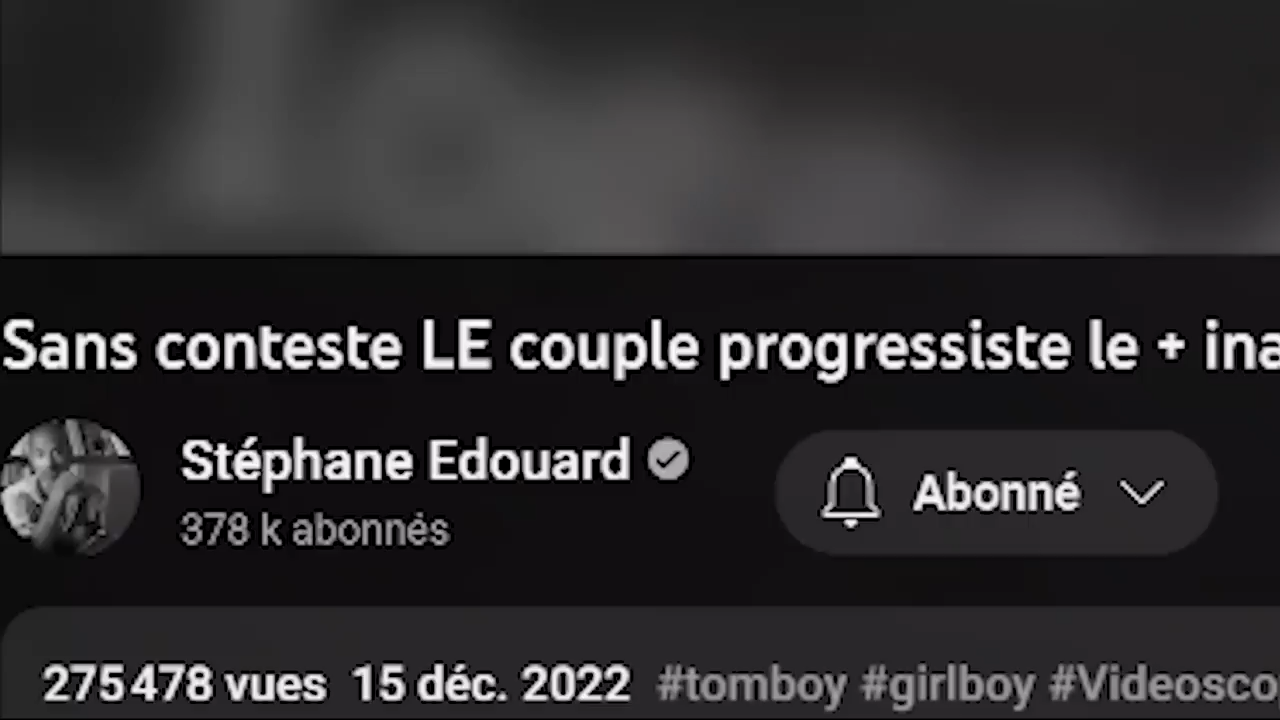 Sans conteste LE couple progressiste le + ina
Stéphane Edouard
378 k abonnés
Abonné
275 478 vues 15 déc. 2022 #tomboy #girlboy #Videosco